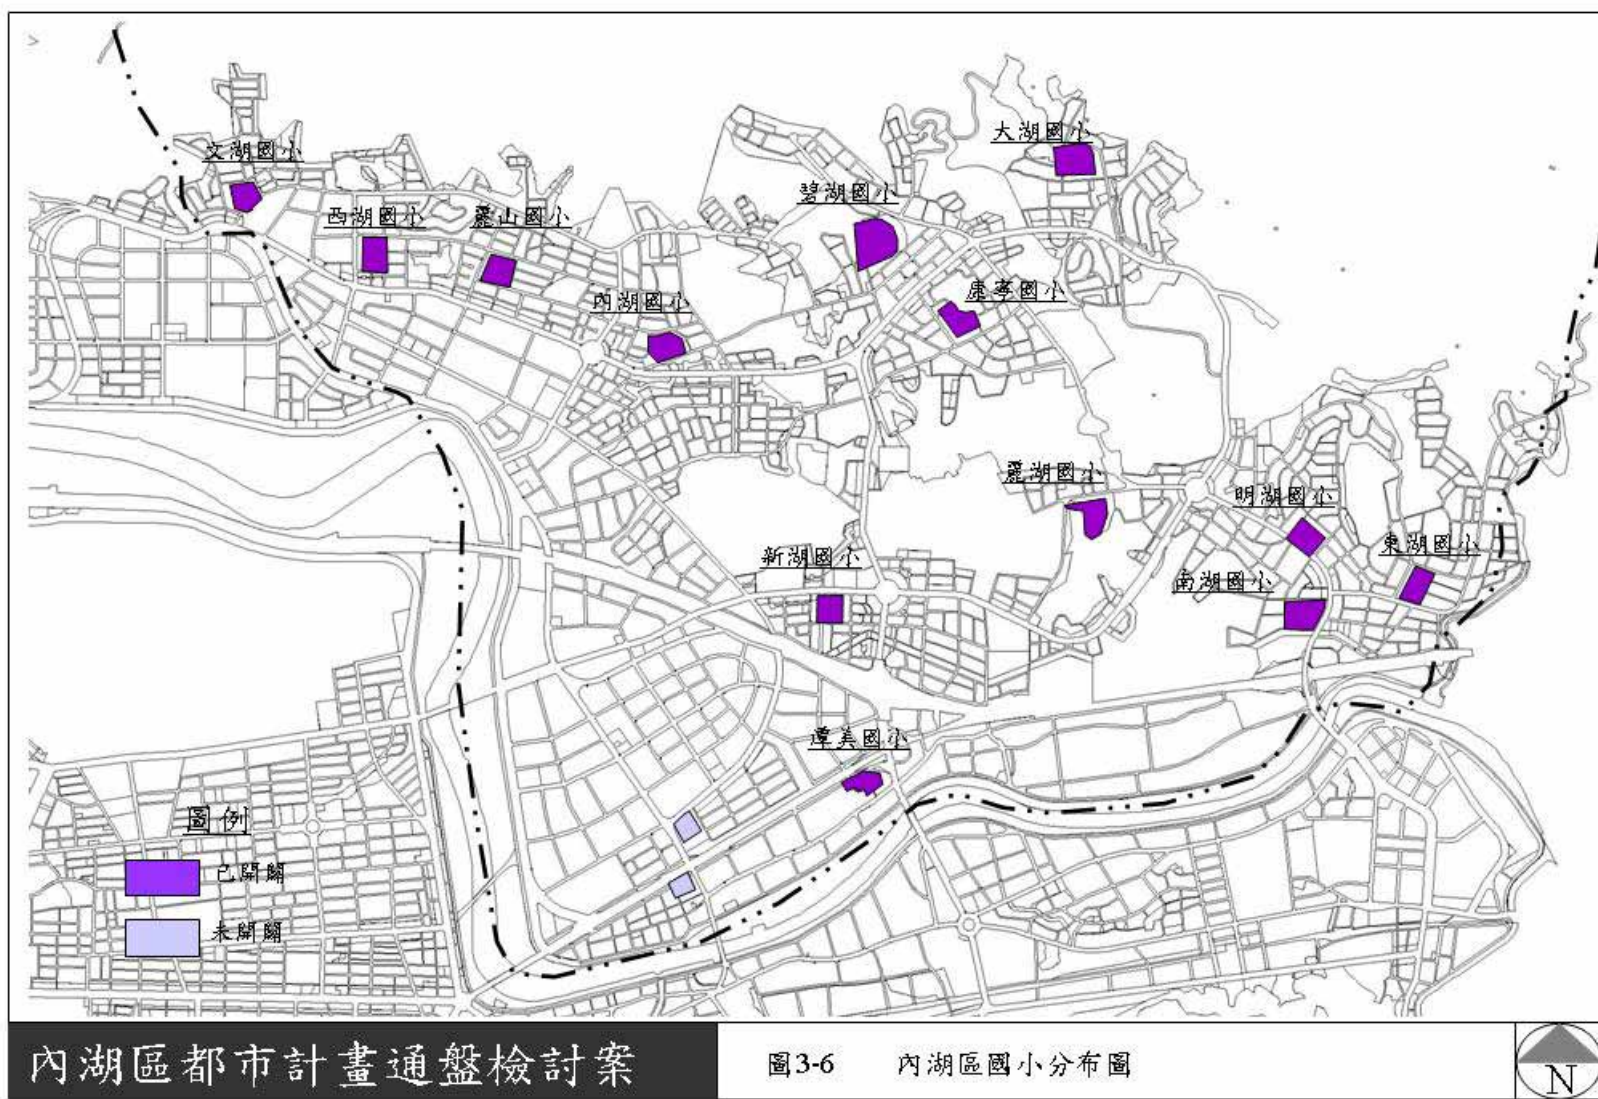 大湖國小
文湖國小
碧湖國小
西湖國小
麗山國小
康寧國小
內湖國小
麗湖國小
明湖國小
東湖國小
新湖國小
南湖國小
潭美國小
圖例
已開闢
未開闢
內湖區都市計畫通盤檢討案
圖3-6 內湖區國小分布圖
N